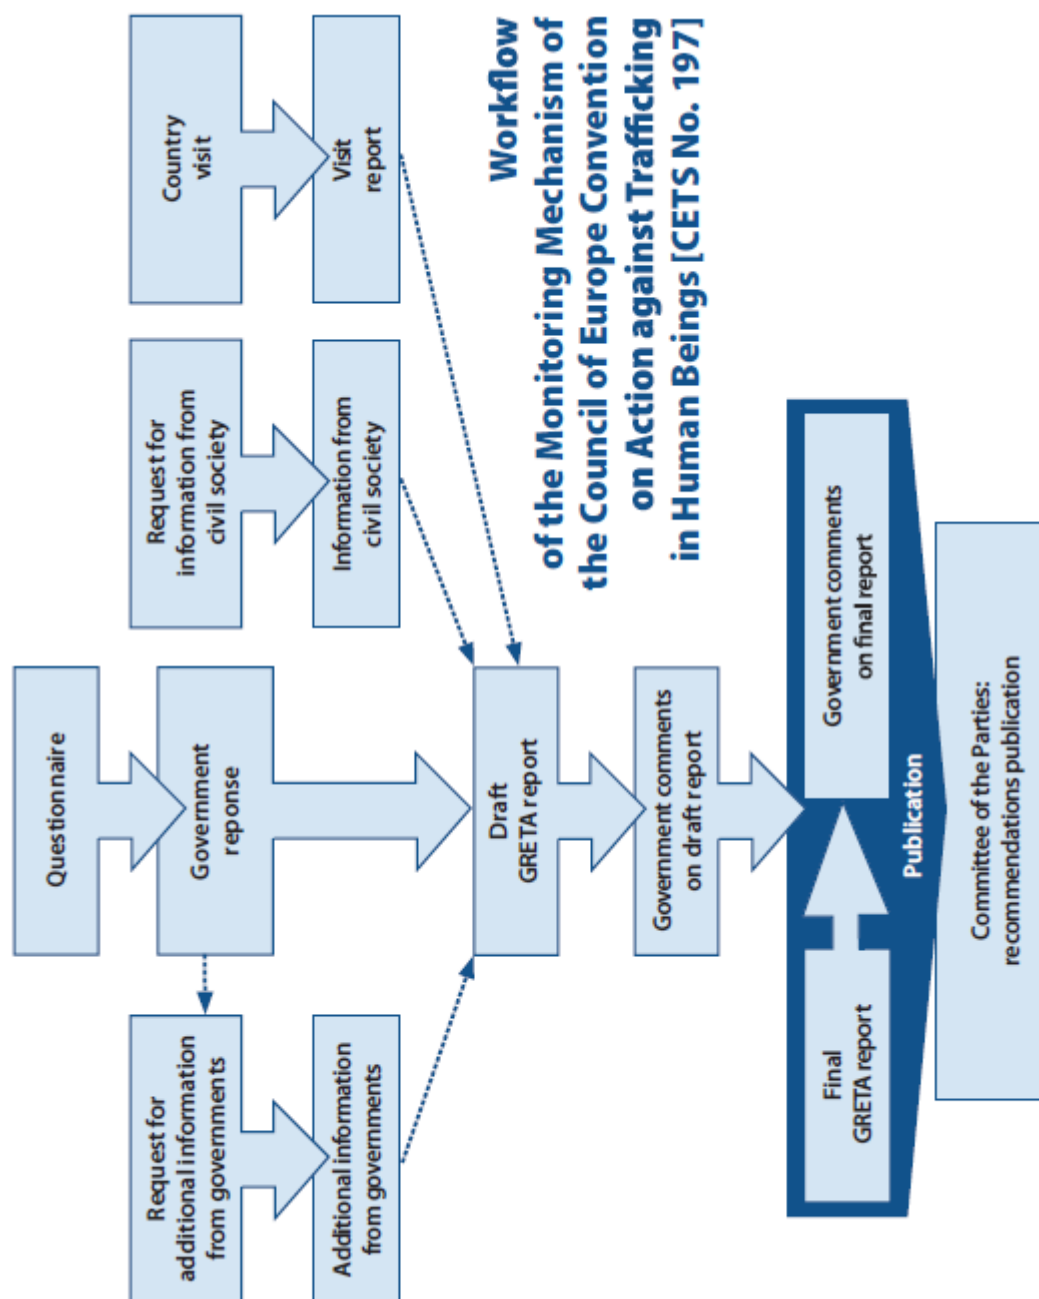 Workflow
of the Monitoring Mechanism of
the Council of Europe Convention
on Action against Trafficking
in Human Beings [CETS No. 197]
Questionnaire
Government
reponse
Request for
additional information
from governments
Additional information
from governments
Request for
information from
civil society
Information from
civil society
Country
visit
Visit
report
Draft
GRETA report
Government comments
on draft report
Final
GRETA report
Government comments
on final report
Publication
Committee of the Parties:
recommendations publication